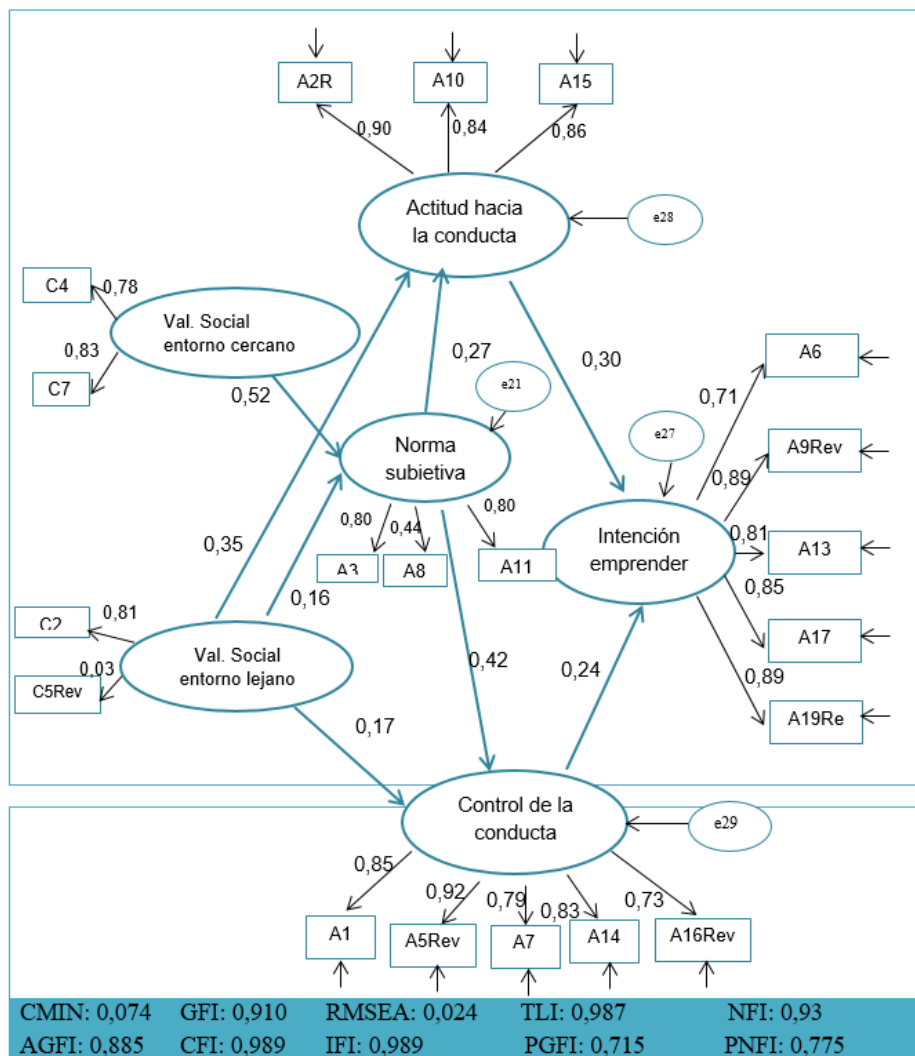 A2R
A10
A15
0,90
0,84
0,86
Actitud hacia
la conducta
e28
C4
0,78
Val. Social
entorno cercano
0,83
C7
0,52
0,27
e21
0,30
A6
0,71
e27
Norma
subietiva
A9Rev
0,89
0,80
0,44
0,80
0,35
A3
A8
A11
Intención
emprender
0,81
A13
0,85
0,16
C2
0,81
Val. Social
entorno lejano
0,03
C5Rev
0,42
0,24
A17
0,89
A19Re
0,17
Control de la
conducta
e29
0,85
0,92
0,79
0,83
0,73
A1
A5Rev
A7
A14
A16Rev
CMIN: 0,074 GFI: 0,910 RMSEA: 0,024 TLI: 0,987 NFI: 0,93
AGFI: 0,885 CFI: 0,989 IFI: 0,989 PGFI: 0,715 PNFI: 0,775